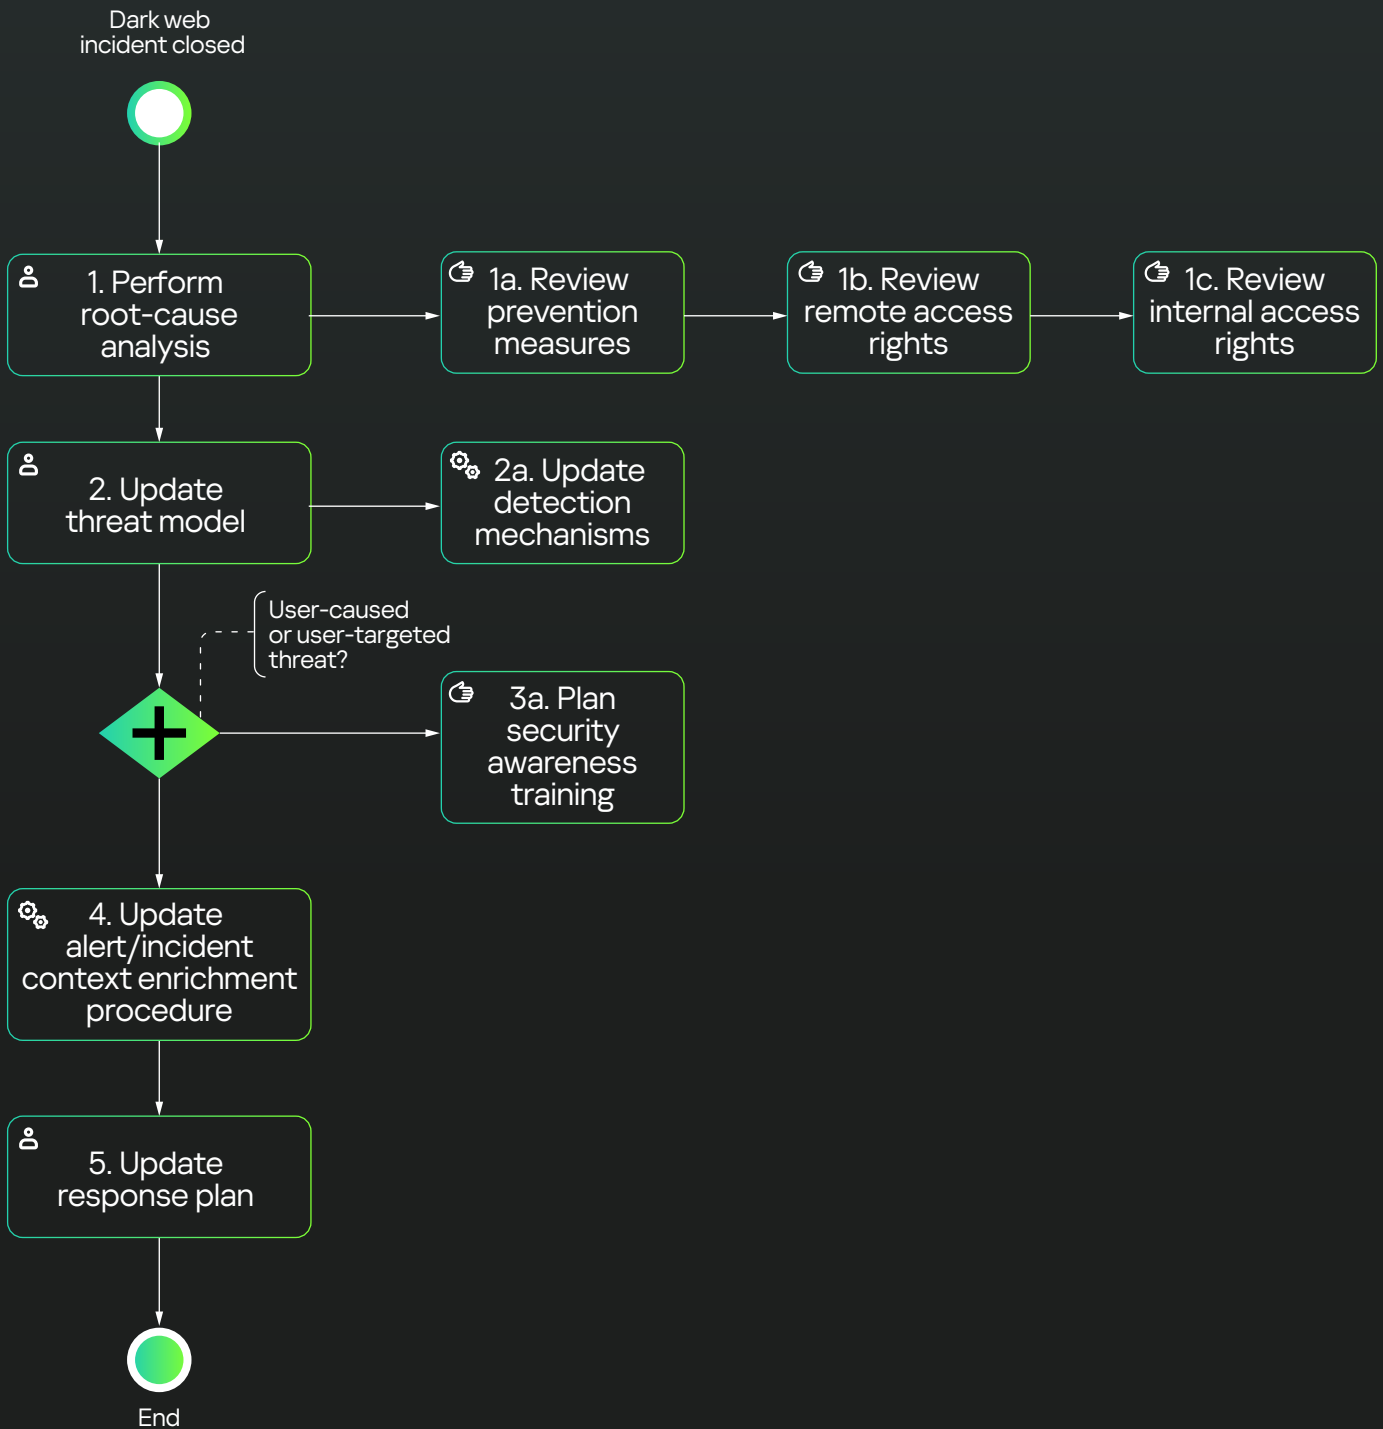 Dark web
incident closed
1. Perform
root-cause
analysis
1a. Review
prevention
measures
1b. Review
remote access
rights
1c. Review
internal access
rights
2. Update
threat model
2a. Update
detection
mechanisms
User-caused
or user-targeted
threat?
3a. Plan
security
awareness
training
4. Update
alert/incident
context enrichment
procedure
5. Update
response plan
End